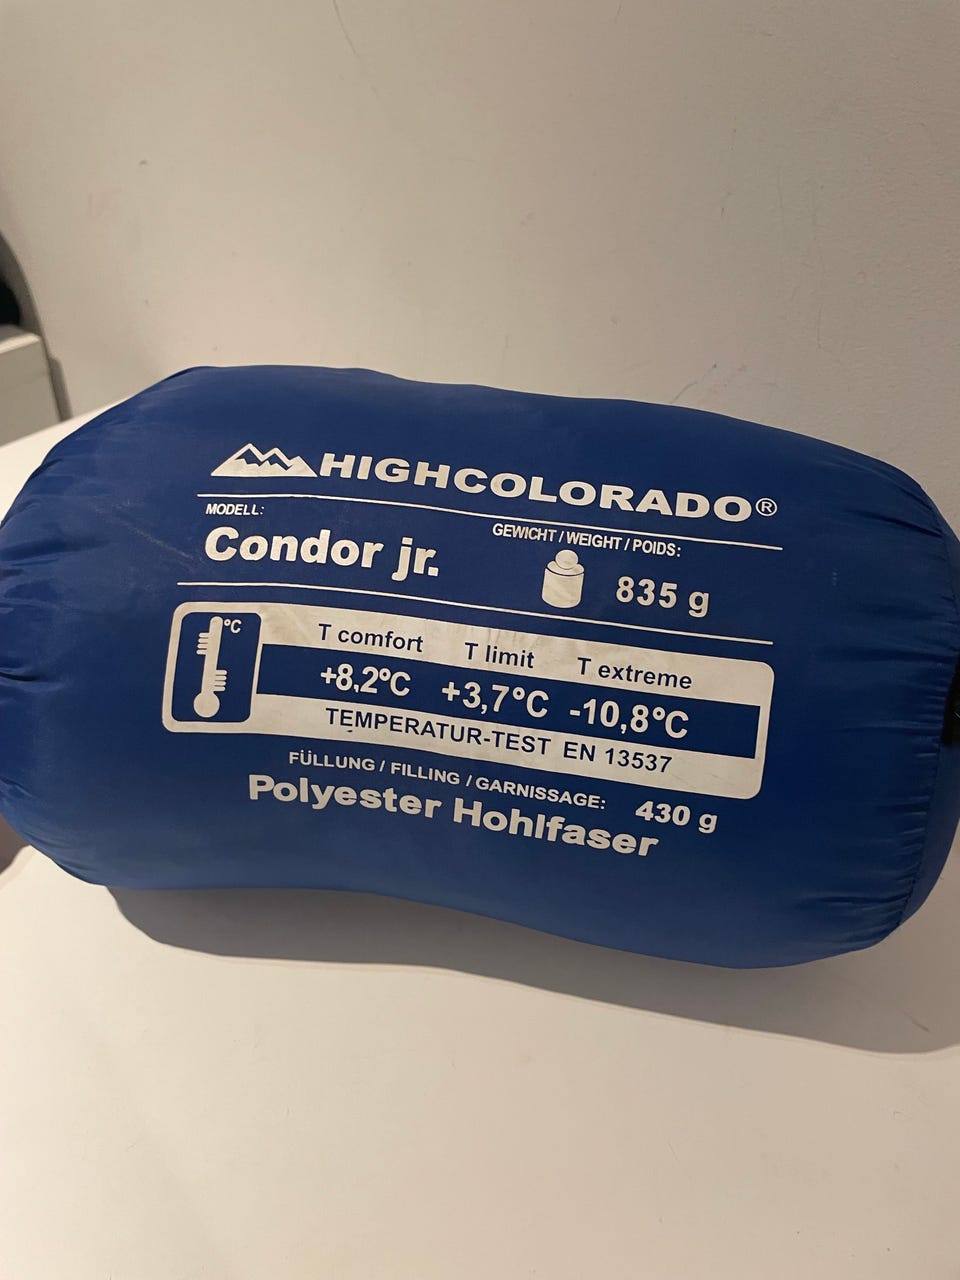 HIGHCOLORADO®
MODELL:
Condor jr.
GEWICHT / WEIGHT / POIDS:
835 g
°C
T comfort T limit T extreme
+8,2°C +3,7°C -10,8°C
TEMPERATUR-TEST EN 13537
FÜLLUNG / FILLING / GARNISSAGE: 430 g
Polyester Hohlfaser